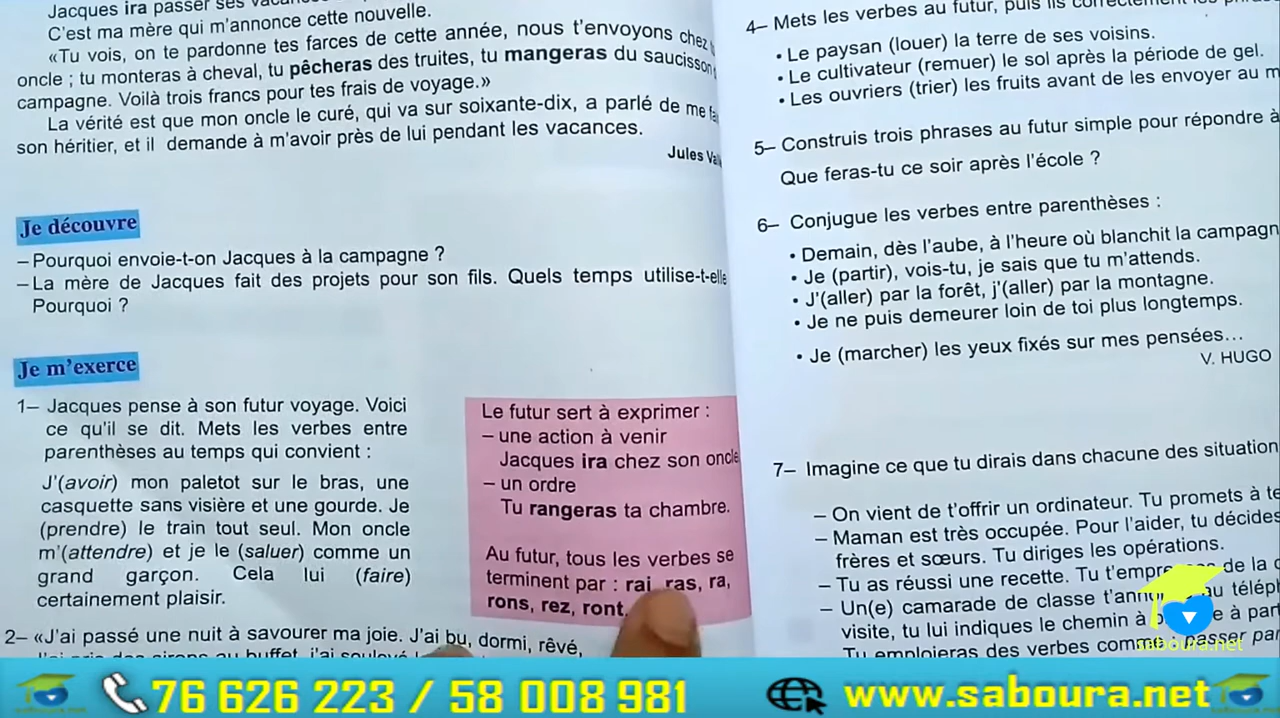 Jacques ira passer ses
C'est ma mère qui m'annonce cette nouvelle.
«Tu vois, on te pardonne tes farces de cette année, nous t'envoyons chez
oncle ; tu monteras à cheval, tu pêcheras des truites, tu mangeras du saucisson
campagne. Voilà trois francs pour tes frais de voyage.»
La vérité est que mon oncle le curé, qui va sur soixante-dix, a parlé de me
son héritier, et il demande à m'avoir près de lui pendant les vacances.
Jules
Je découvre
– Pourquoi envoie-t-on Jacques à la campagne ?
– La mère de Jacques fait des projets pour son fils. Quels temps utilise-t-elle
Pourquoi ?
Je m'exerce
1– Jacques pense à son futur voyage. Voici
ce qu'il se dit. Mets les verbes entre
parenthèses au temps qui convient :
J'(avoir) mon paletot sur le bras, une
casquette sans visière et une gourde. Je
(prendre) le train tout seul. Mon oncle
m'(attendre) et je le (saluer) comme un
grand garçon. Cela lui (faire)
certainement plaisir.
2– «J'ai passé une nuit à savourer ma joie. J'ai bu, dormi, rêvé,
Le futur sert à exprimer :
– une action à venir
Jacques ira chez son oncle
– un ordre
Tu rangeras ta chambre.
Au futur, tous les verbes se
terminent par : rai, ras, ra,
rons, rez, ront.
4– Mets les verbes au futur, puis
• Le paysan (louer) la terre de ses voisins.
• Le cultivateur (remuer) le sol après la période de gel.
• Les ouvriers (trier) les fruits avant de les envoyer au
5– Construis trois phrases au futur simple pour répondre à
Que feras-tu ce soir après l'école ?
6– Conjugue les verbes entre parenthèses :
• Demain, dès l'aube, à l'heure où blanchit la campagn
• Je (partir), vois-tu, je sais que tu m'attends.
• J'(aller) par la forêt, j'(aller) par la montagne.
• Je ne puis demeurer loin de toi plus longtemps.
• Je (marcher) les yeux fixés sur mes pensées...
V. HUGO
7– Imagine ce que tu dirais dans chacune des situation
– On vient de t'offrir un ordinateur. Tu promets à
– Maman est très occupée. Pour l'aider, tu décides
frères et sœurs. Tu diriges les opérations.
– Tu as réussi une recette. Tu de la
– Un(e) camarade de classe au
visite, tu lui indiques le chemin à à
Tu emploieras des verbes passer
saboura.net
76 626 223 / 58 008 981
www.saboura.net